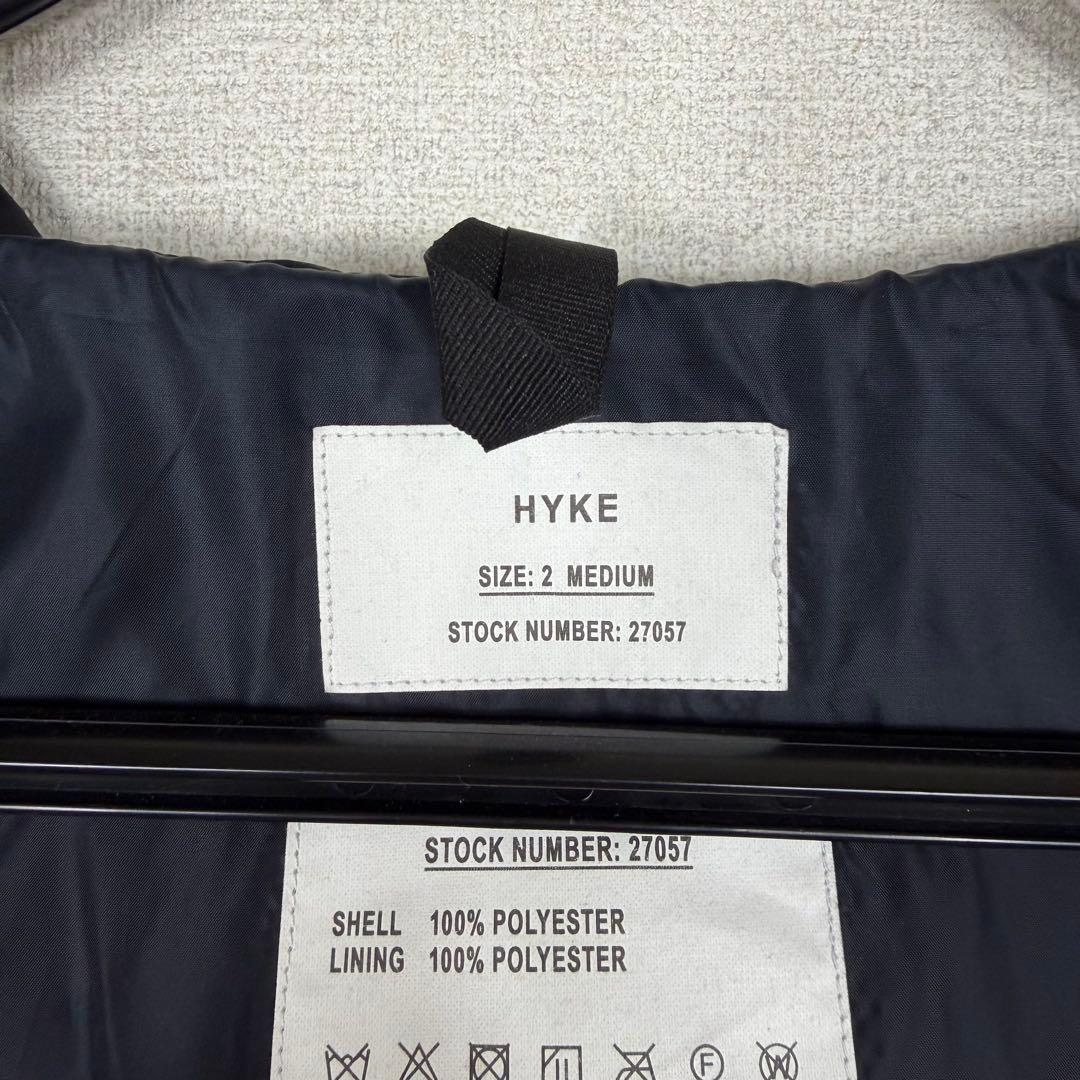 HYKE
SIZE: 2 MEDIUM
STOCK NUMBER: 27057
STOCK NUMBER: 27057
SHELL 100% POLYESTER
LINING 100% POLYESTER
F
W